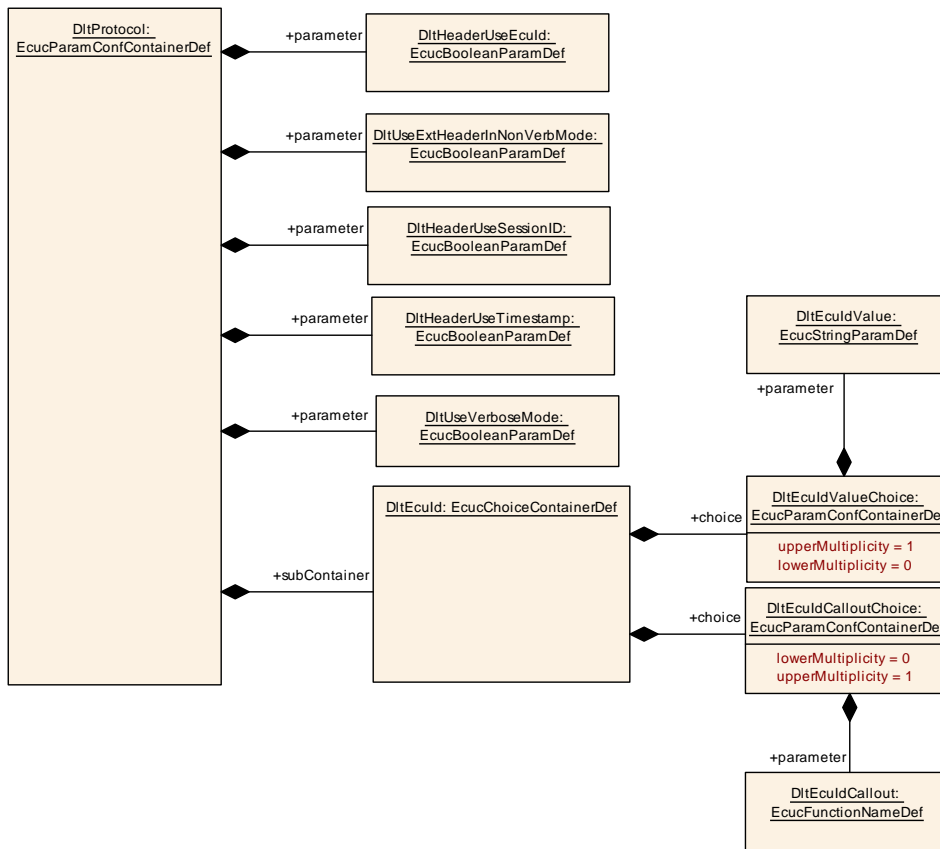 DltProtocol:
EcucParamConfContainerDef
+parameter
DltHeaderUseEcuId:
EcucBooleanParamDef
+parameter
DltUseExtHeaderInNonVerbMode:
EcucBooleanParamDef
+parameter
DltHeaderUseSessionID:
EcucBooleanParamDef
+parameter
DltHeaderUseTimestamp:
EcucBooleanParamDef
+parameter
DltUseVerboseMode:
EcucBooleanParamDef
+subContainer
DltEcuId: EcucChoiceContainerDef
DltEcuIdValue:
EcucStringParamDef
+parameter
+choice
DltEcuIdValueChoice:
EcucParamConfContainerDe
upperMultiplicity = 1
lowerMultiplicity = 0
+choice
DltEcuIdCalloutChoice:
EcucParamConfContainerDe
lowerMultiplicity = 0
upperMultiplicity = 1
+parameter
DltEcuIdCallout:
EcucFunctionNameDef